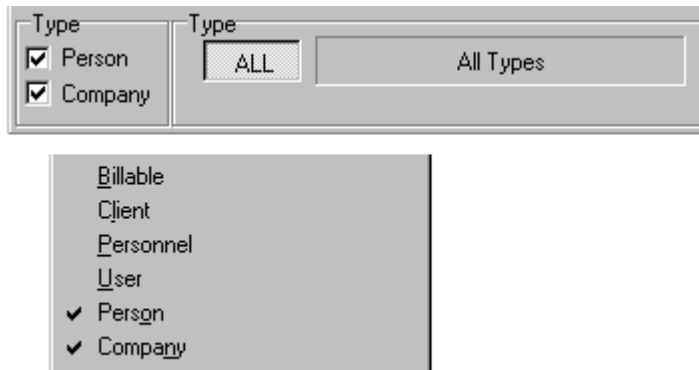 Type
Type
Person
ALL
All Types
Company
Billable
Client
Personnel
User
Person
Company